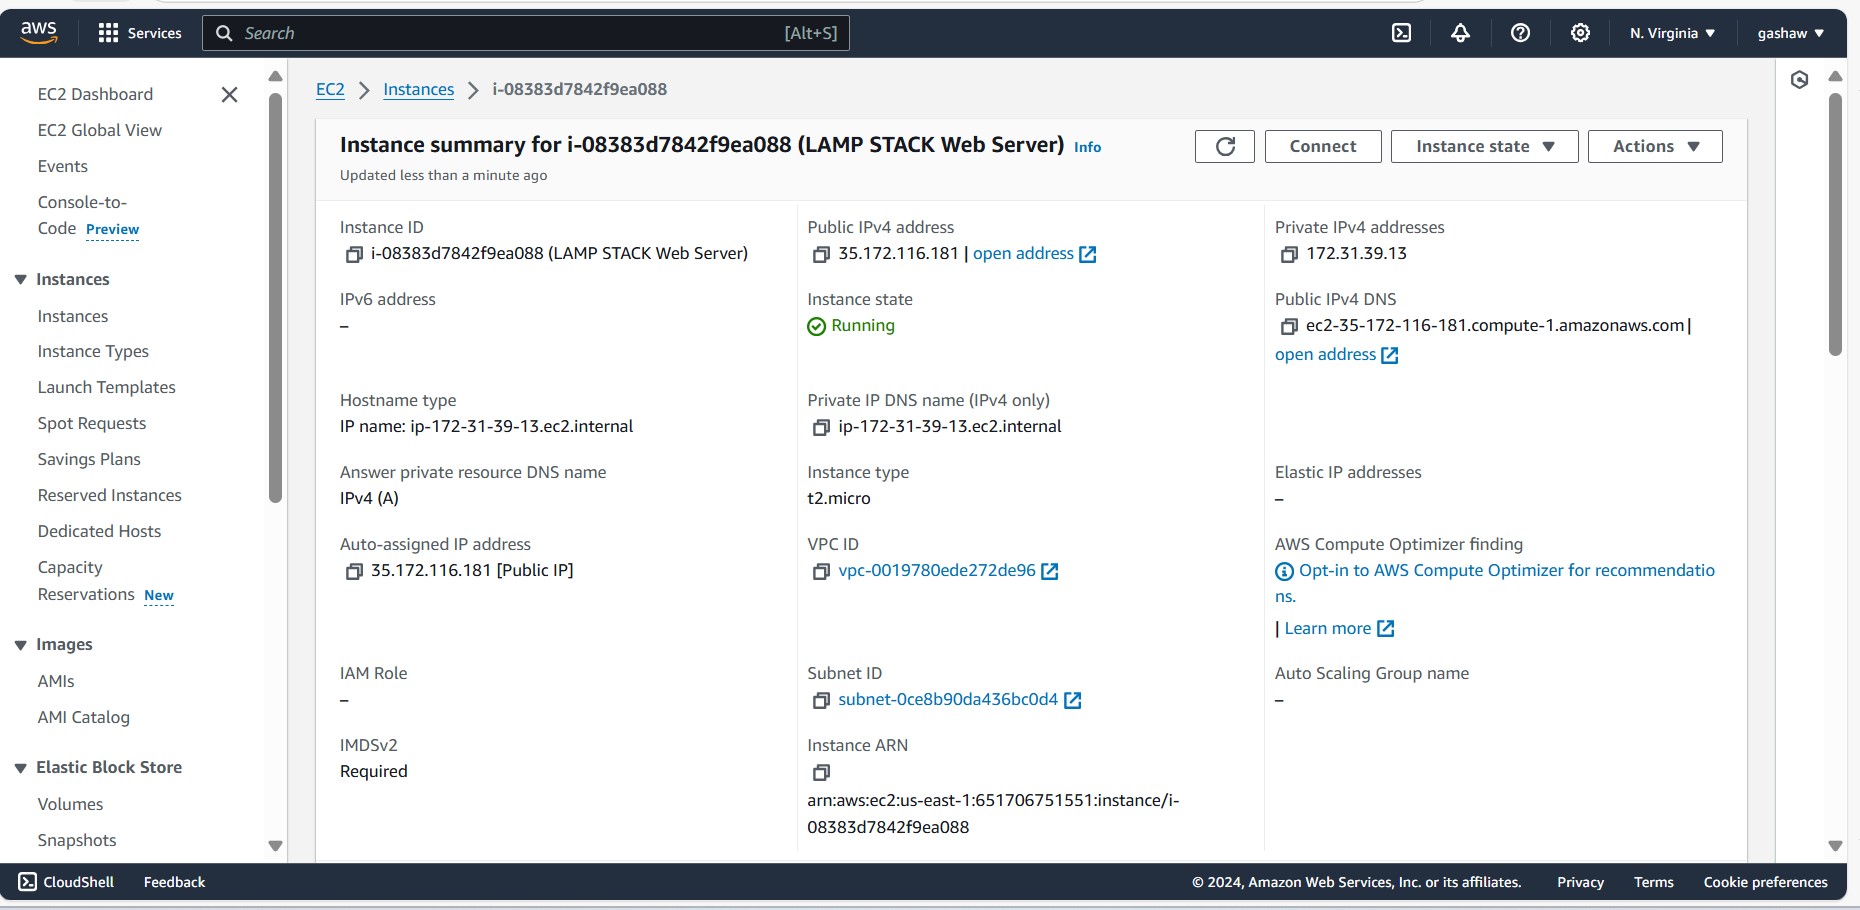 aws
Services
Search
[Alt+S]
N. Virginia
gashaw
EC2 Dashboard
EC2 Global View
Events
Console-to-
Code Preview
Instances
Instances
Instance Types
Launch Templates
Spot Requests
Savings Plans
Reserved Instances
Dedicated Hosts
Capacity
Reservations New
Images
AMIs
AMI Catalog
Elastic Block Store
Volumes
Snapshots
EC2 > Instances > i-08383d7842f9ea088
Instance summary for i-08383d7842f9ea088 (LAMP STACK Web Server) Info
Updated less than a minute ago
Connect
Instance state
Actions
Instance ID
i-08383d7842f9ea088 (LAMP STACK Web Server)
Public IPv4 address
35.172.116.181 | open address
Private IPv4 addresses
172.31.39.13
IPv6 address
–
Instance state
Running
Public IPv4 DNS
ec2-35-172-116-181.compute-1.amazonaws.com |
open address
Hostname type
IP name: ip-172-31-39-13.ec2.internal
Private IP DNS name (IPv4 only)
ip-172-31-39-13.ec2.internal
Answer private resource DNS name
IPv4 (A)
Instance type
t2.micro
Elastic IP addresses
–
Auto-assigned IP address
35.172.116.181 [Public IP]
VPC ID
vpc-0019780ede272de96
AWS Compute Optimizer finding
Opt-in to AWS Compute Optimizer for recommendatio
ns.
| Learn more
IAM Role
–
Subnet ID
subnet-0ce8b90da436bc0d4
Auto Scaling Group name
–
IMDSv2
Required
Instance ARN
arn:aws:ec2:us-east-1:651706751551:instance/i-
08383d7842f9ea088
CloudShell
Feedback
© 2024, Amazon Web Services, Inc. or its affiliates.
Privacy
Terms
Cookie preferences